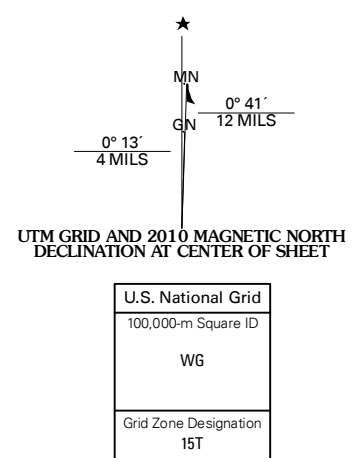 MN
0° 41´
12 MILS
GN
0° 13´
4 MILS
UTM GRID AND 2010 MAGNETIC NORTH
DECLINATION AT CENTER OF SHEET
U.S. National Grid
100,000-m Square ID
WG
Grid Zone Designation
15T